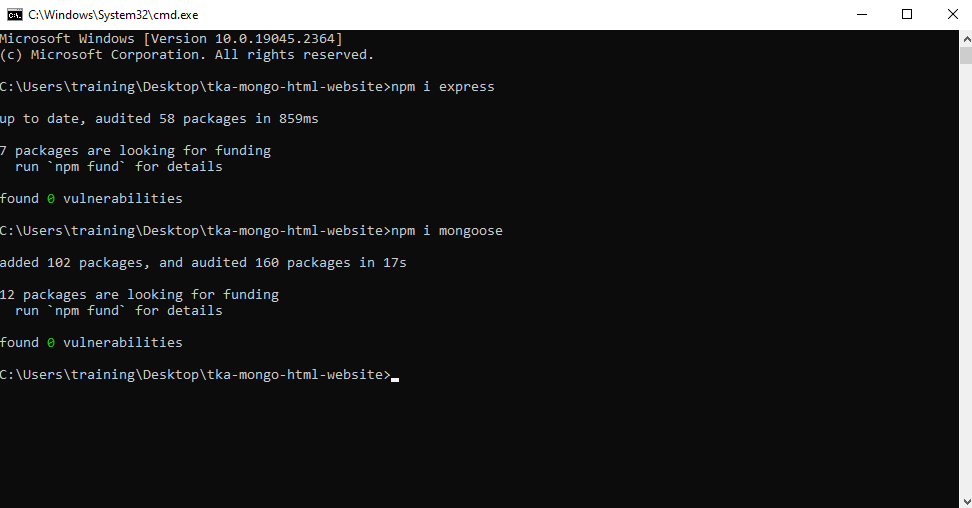 C:\Windows\System32\cmd.exe
Microsoft Windows [Version 10.0.19045.2364]
(c) Microsoft Corporation. All rights reserved.
C:\Users\training\Desktop\tka-mongo-html-website>npm i express
up to date, audited 58 packages in 859ms
7 packages are looking for funding
  run `npm fund` for details
found 0 vulnerabilities
C:\Users\training\Desktop\tka-mongo-html-website>npm i mongoose
added 102 packages, and audited 160 packages in 17s
12 packages are looking for funding
  run `npm fund` for details
found 0 vulnerabilities
C:\Users\training\Desktop\tka-mongo-html-website>